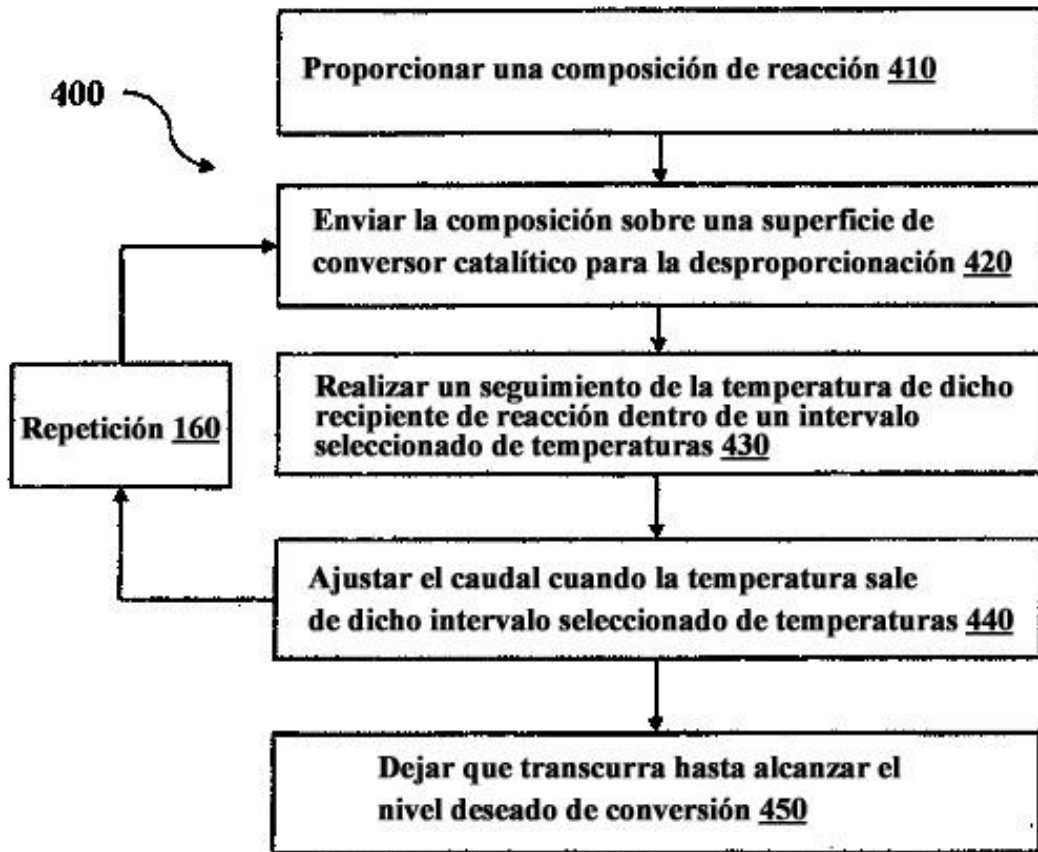 Proporcionar una composición de reacción 410
400
Enviar la composición sobre una superficie de
conversor catalítico para la desproporcionación 420
Realizar un seguimiento de la temperatura de dicho
recipiente de reacción dentro de un intervalo
seleccionado de temperaturas 430
Repetición 160
Ajustar el caudal cuando la temperatura sale
de dicho intervalo seleccionado de temperaturas 440
Dejar que transcurra hasta alcanzar el
nivel deseado de conversión 450